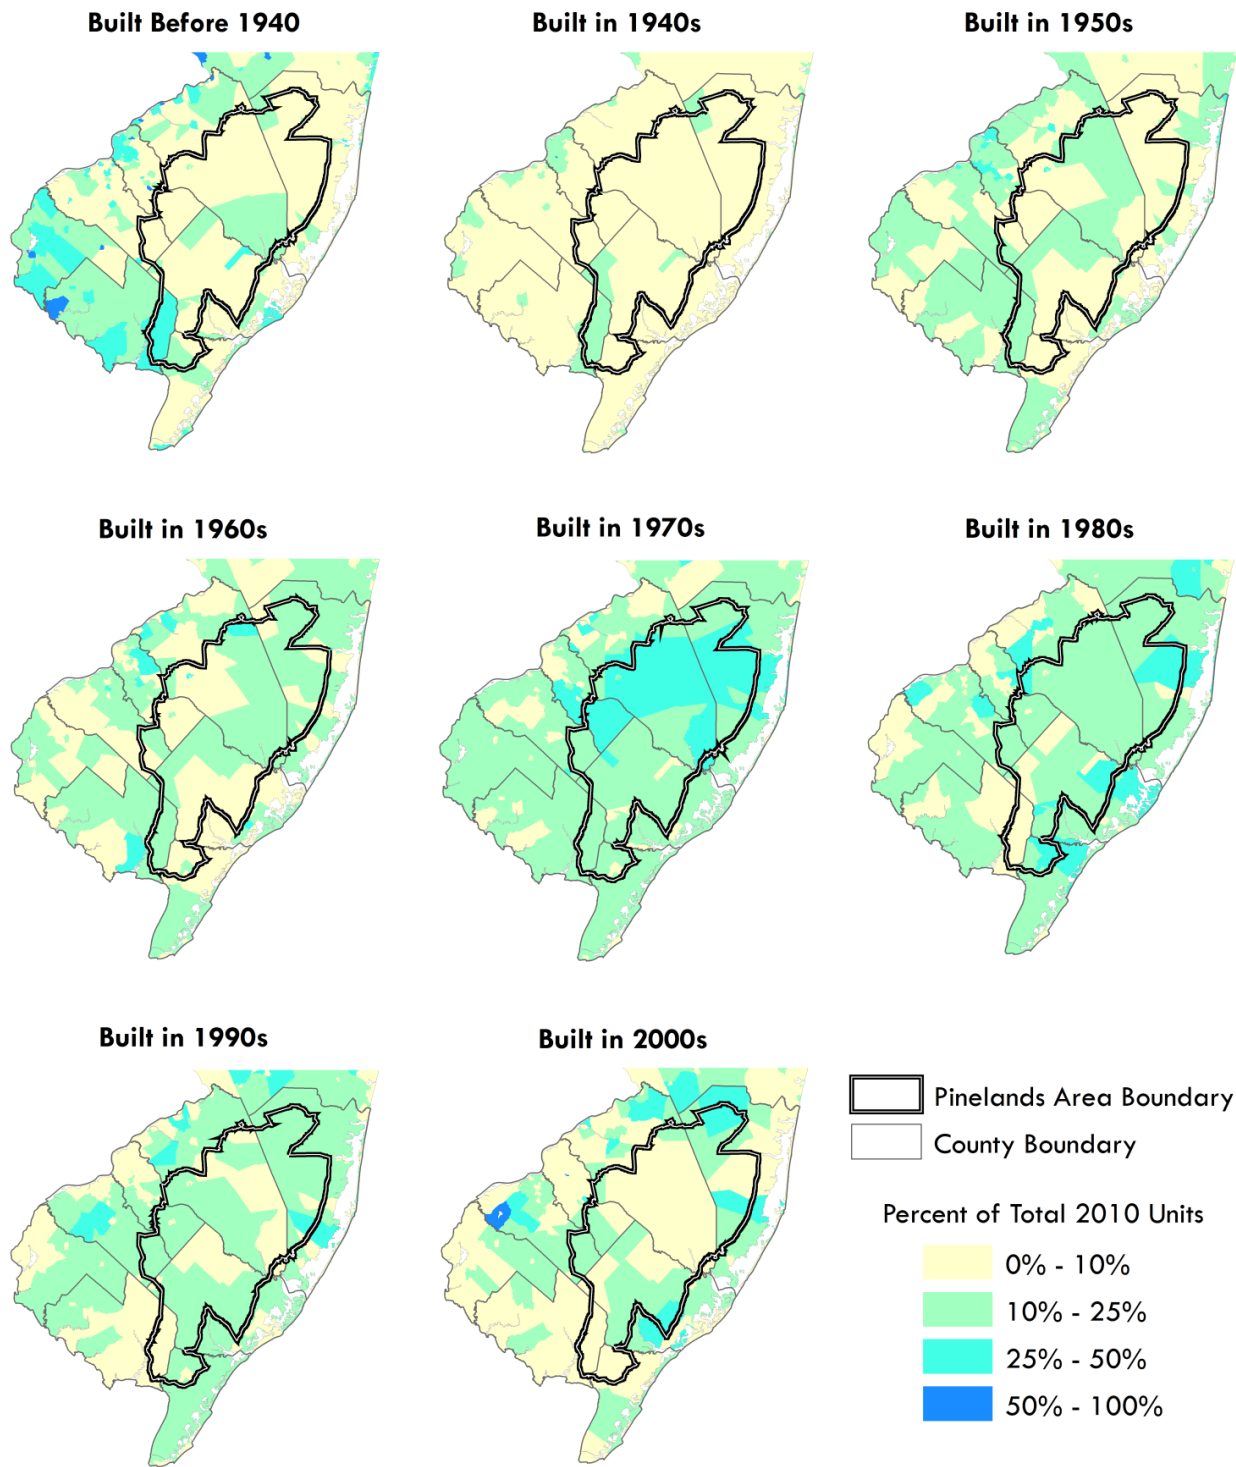 Built Before 1940
Built in 1940s
Built in 1950s
Built in 1960s
Built in 1970s
Built in 1980s
Built in 1990s
Built in 2000s
Pinelands Area Boundary
County Boundary
Percent of Total 2010 Units
0% - 10%
10% - 25%
25% - 50%
50% - 100%